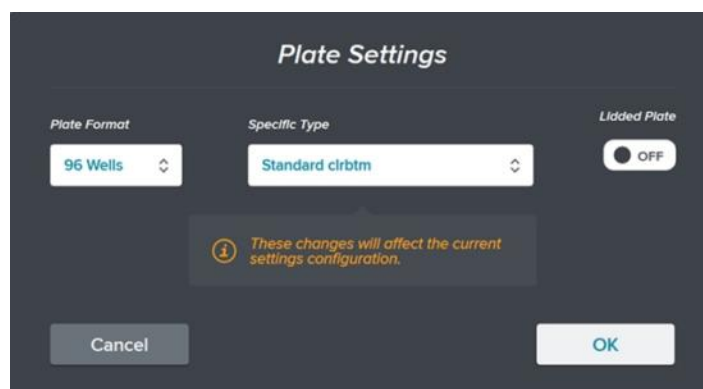 Plate Settings
Plate Format
Specific Type
Lidded Plate
96 Wells
Standard clrbtm
OFF
These changes will affect the current
settings configuration.
Cancel
OK